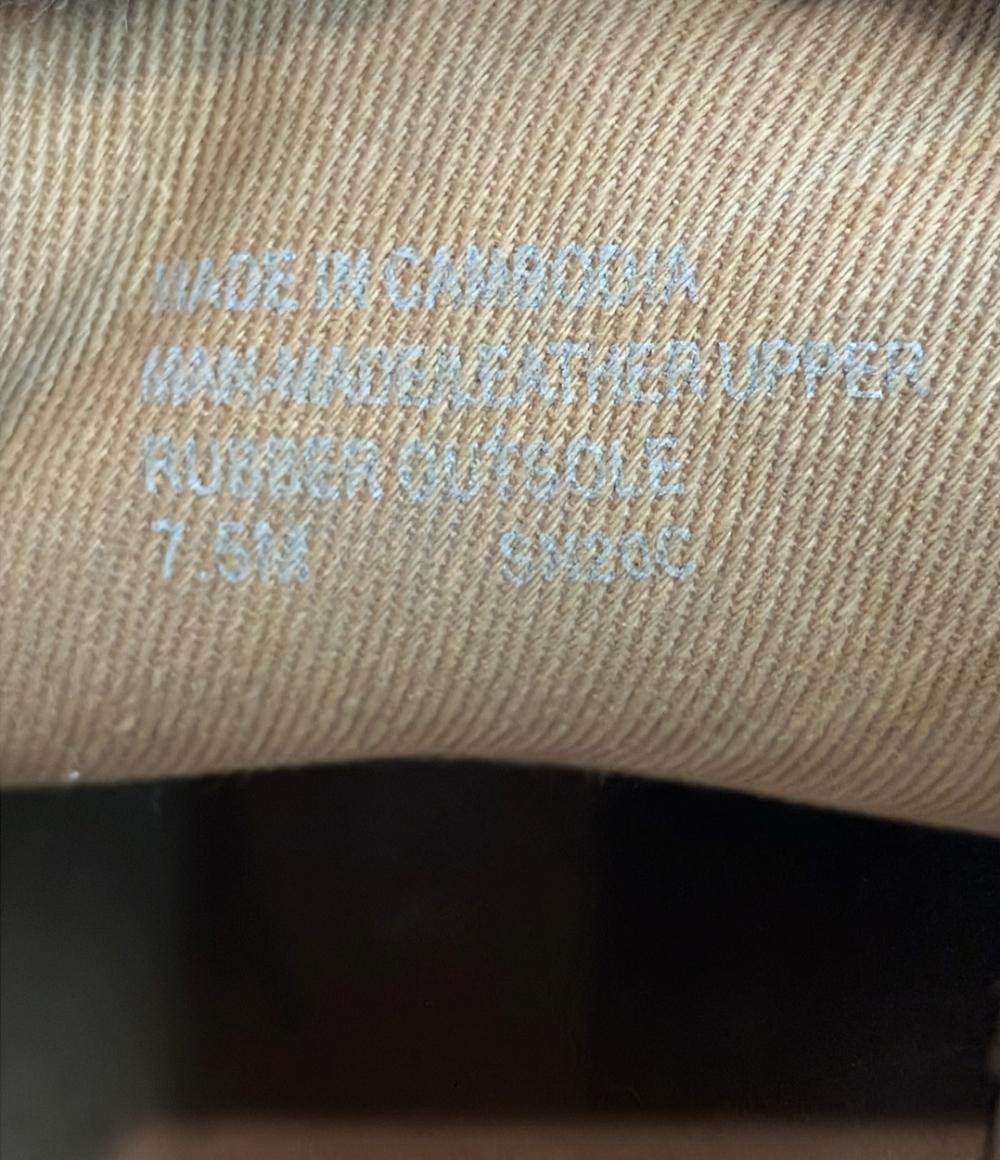 MADE IN CAMBODIA
MAN-MADE/LEATHER UPPER
RUBBER OUTSOLE
7.5M SM20C